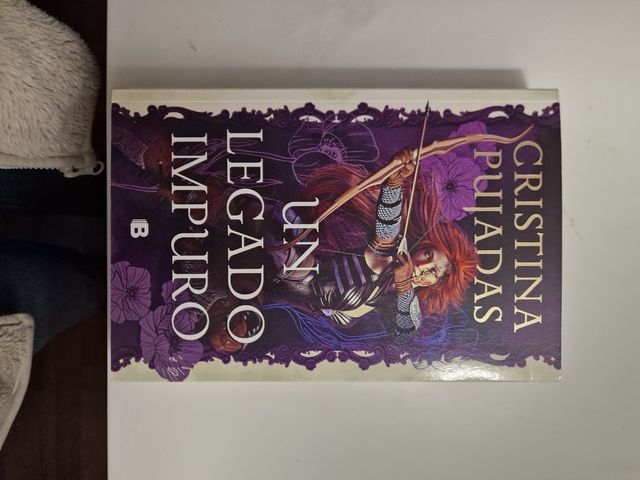 CRISTINA
PUJADAS
UN
LEGADO
IMPURO
B